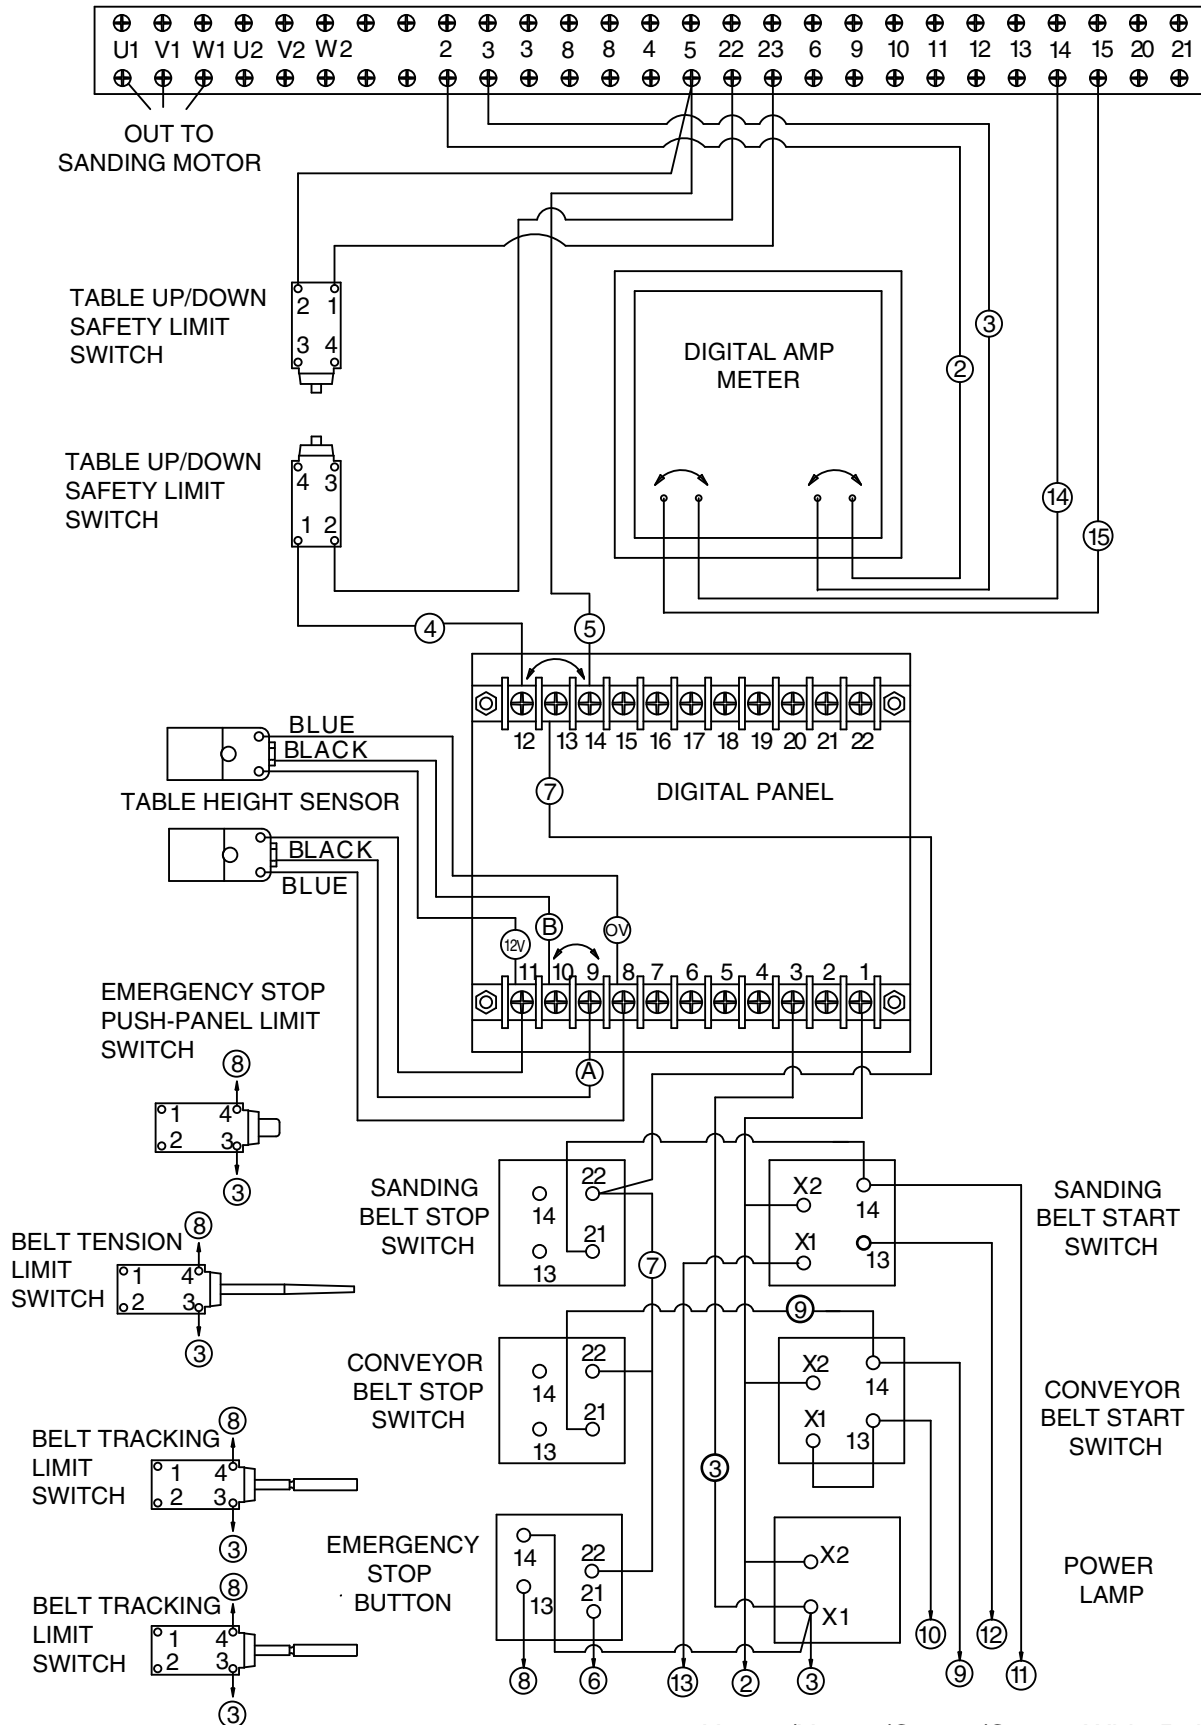 U1 V1 W1 U2 V2 W2 2 3 3 8 8 4 5 22 23 6 9 10 11 12 13 14 15 20 21
OUT TO
SANDING MOTOR
TABLE UP/DOWN
SAFETY LIMIT
SWITCH
2 1
3 4
DIGITAL AMP
METER
3
2
14
15
TABLE UP/DOWN
SAFETY LIMIT
SWITCH
4 3
1 2
4
5
12 13 14 15 16 17 18 19 20 21 22
BLUE
BLACK
TABLE HEIGHT SENSOR
BLACK
BLUE
7
DIGITAL PANEL
12V
B
OV
11 10 9 8 7 6 5 4 3 2 1
A
EMERGENCY STOP
PUSH-PANEL LIMIT
SWITCH
8
1 4
2 3
3
BELT TENSION
LIMIT
SWITCH
8
1 4
2 3
3
SANDING
BELT STOP
SWITCH
22
14
21
13
7
X2
14
X1
13
SANDING
BELT START
SWITCH
9
CONVEYOR
BELT STOP
SWITCH
22
14
21
13
X2
14
X1
13
CONVEYOR
BELT START
SWITCH
BELT TRACKING
LIMIT
SWITCH
8
1 4
2 3
3
3
EMERGENCY
STOP
BUTTON
14
22
13
21
X2
X1
POWER
LAMP
BELT TRACKING
LIMIT
SWITCH
8
1 4
2 3
3
8 6 13 2 3 10 9 12 11